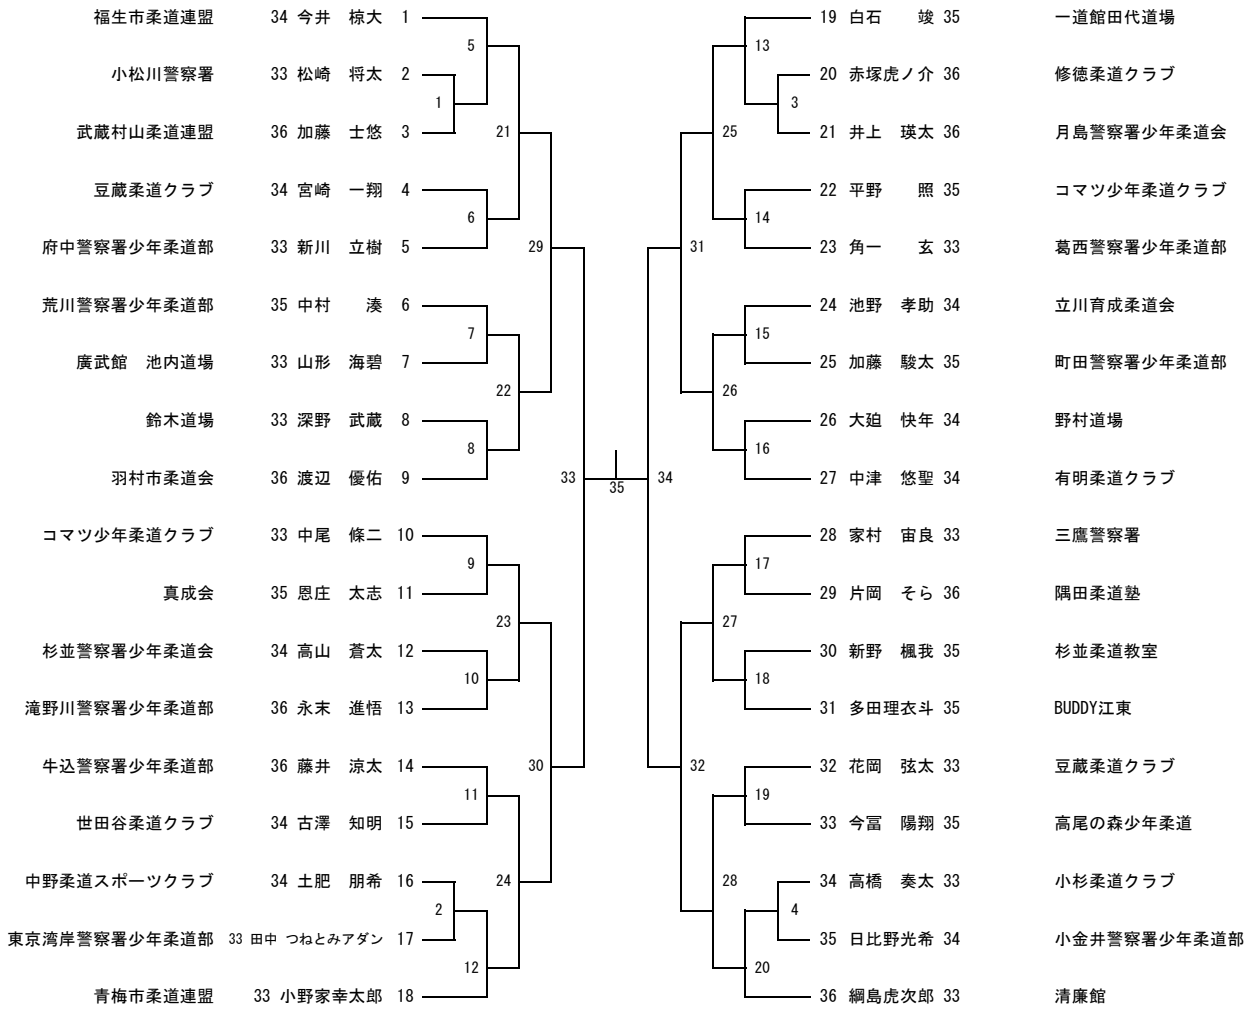 福生市柔道連盟 34 今井 椋大 1
小松川警察署 33 松崎 将太 2
武蔵村山柔道連盟 36 加藤 士悠 3
豆蔵柔道クラブ 34 宮崎 一翔 4
府中警察署少年柔道部 33 新川 立樹 5
荒川警察署少年柔道部 35 中村 湊 6
廣武館 池内道場 33 山形 海碧 7
鈴木道場 33 深野 武蔵 8
羽村市柔道会 36 渡辺 優佑 9
コマツ少年柔道クラブ 33 中尾 條二 10
真成会 35 恩庄 太志 11
杉並警察署少年柔道会 34 高山 蒼太 12
滝野川警察署少年柔道部 36 永末 進悟 13
牛込警察署少年柔道部 36 藤井 涼太 14
世田谷柔道クラブ 34 古澤 知明 15
中野柔道スポーツクラブ 34 土肥 朋希 16
東京湾岸警察署少年柔道部 33 田中 つねとみアダン 17
青梅市柔道連盟 33 小野家幸太郎 18
5
1
21
6
29
7
22
8
33
9
23
10
30
11
24
2
12
35
13
3
25
14
31
15
26
16
34
17
27
18
32
19
28
4
20
19 白石 竣 35 一道館田代道場
20 赤塚虎ノ介 36 修徳柔道クラブ
21 井上 瑛太 36 月島警察署少年柔道会
22 平野 照 35 コマツ少年柔道クラブ
23 角一 玄 33 葛西警察署少年柔道部
24 池野 孝助 34 立川育成柔道会
25 加藤 駿太 35 町田警察署少年柔道部
26 大廹 快年 34 野村道場
27 中津 悠聖 34 有明柔道クラブ
28 家村 宙良 33 三鷹警察署
29 片岡 そら 36 隅田柔道塾
30 新野 楓我 35 杉並柔道教室
31 多田理衣斗 35 BUDDY江東
32 花岡 弦太 33 豆蔵柔道クラブ
33 今冨 陽翔 35 高尾の森少年柔道
34 高橋 奏太 33 小杉柔道クラブ
35 日比野光希 34 小金井警察署少年柔道部
36 綱島虎次郎 33 清廉館